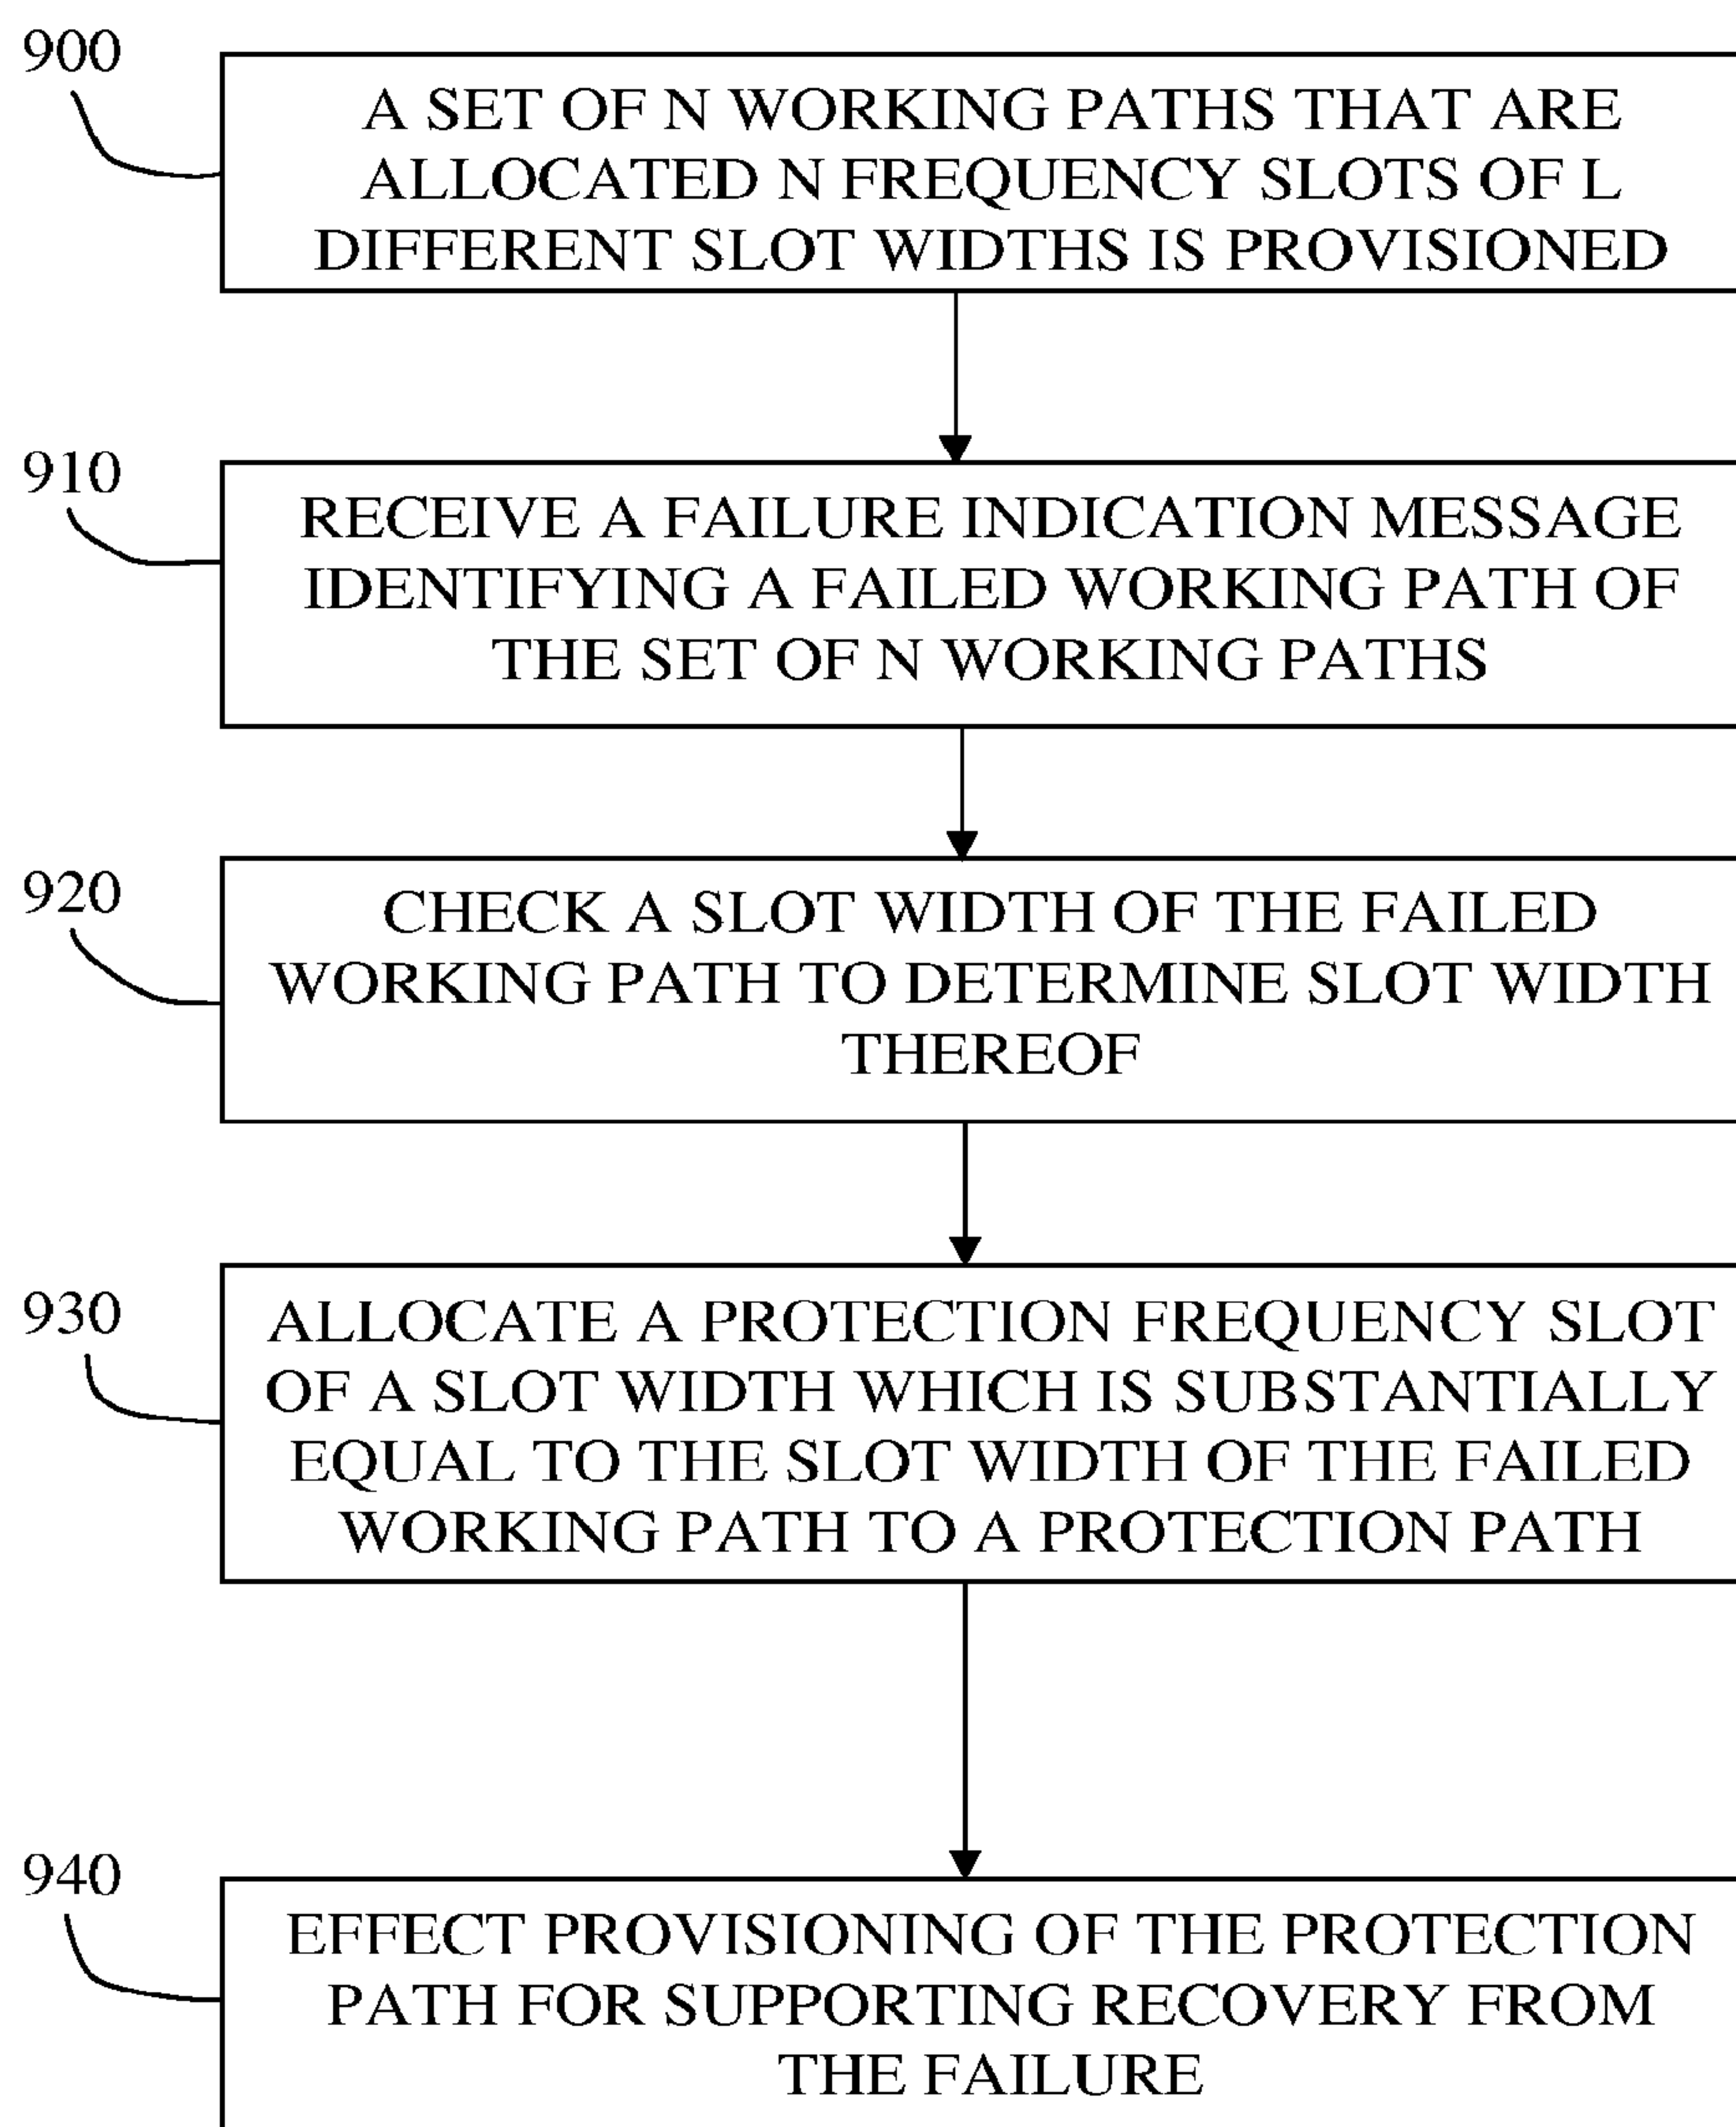 900
A SET OF N WORKING PATHS THAT ARE
ALLOCATED N FREQUENCY SLOTS OF L
DIFFERENT SLOT WIDTHS IS PROVISIONED
910
RECEIVE A FAILURE INDICATION MESSAGE
IDENTIFYING A FAILED WORKING PATH OF
THE SET OF N WORKING PATHS
920
CHECK A SLOT WIDTH OF THE FAILED
WORKING PATH TO DETERMINE SLOT WIDTH
THEREOF
930
ALLOCATE A PROTECTION FREQUENCY SLOT
OF A SLOT WIDTH WHICH IS SUBSTANTIALLY
EQUAL TO THE SLOT WIDTH OF THE FAILED
WORKING PATH TO A PROTECTION PATH
940
EFFECT PROVISIONING OF THE PROTECTION
PATH FOR SUPPORTING RECOVERY FROM
THE FAILURE